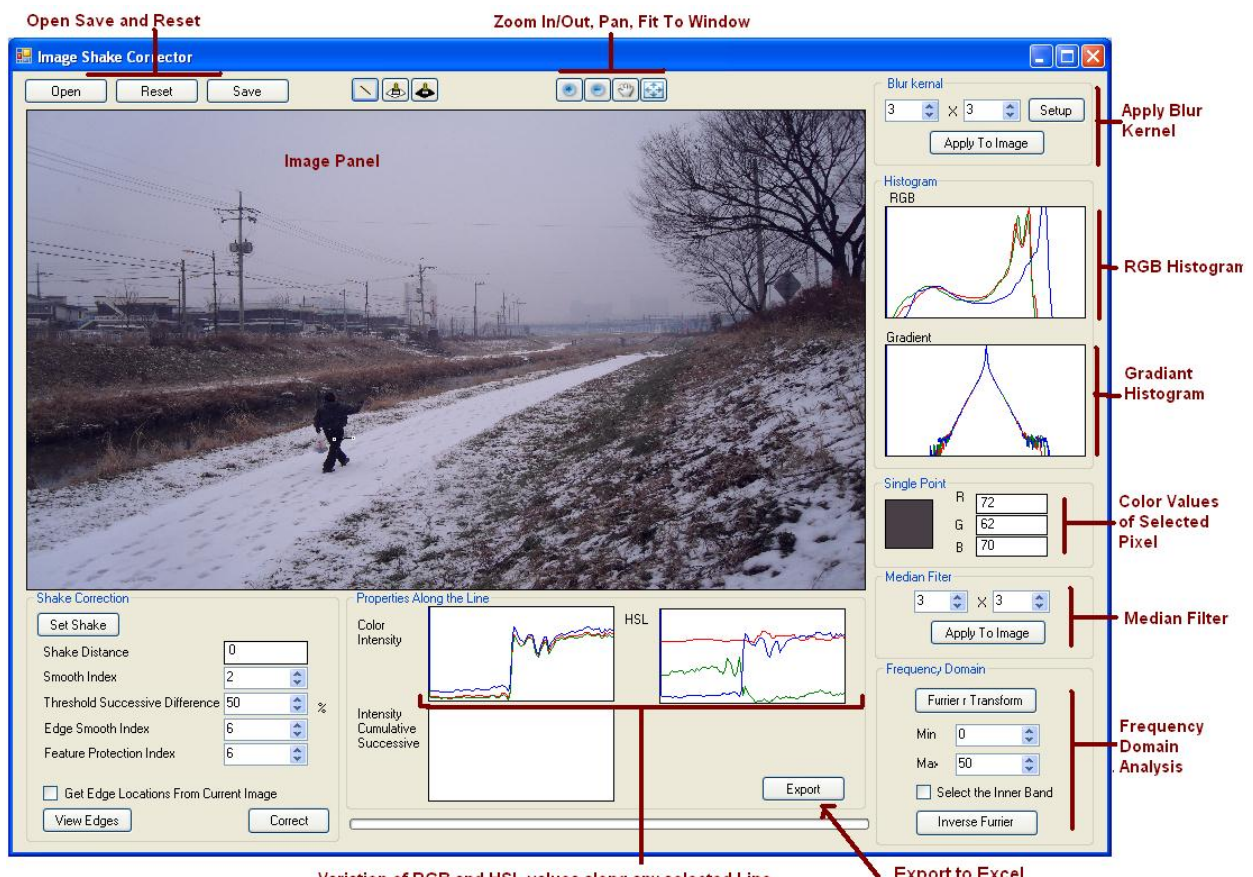 Open Save and Reset
Zoom In/Out, Pan, Fit To Window
Image Shake Corrector
Open
Reset
Save
Image Panel
Blur kernal
3
X
3
Setup
Apply To Image
Apply Blur
Kernel
Histogram
RGB
RGB Histogram
Gradient
Gradiant
Histogram
Single Point
R
72
G
62
B
70
Color Values
of Selected
Pixel
Median Fiter
3
X
3
Apply To Image
Median Filter
Frequency Domain
Furrier r Transform
Min
0
Max
50
Select the Inner Band
Inverse Furrier
Frequency
Domain
Analysis
Shake Correction
Set Shake
Shake Distance
0
Smooth Index
2
Threshold Successive Difference
50
%
Edge Smooth Index
6
Feature Protection Index
6
Get Edge Locations From Current Image
View Edges
Correct
Properties Along the Line
Color
Intensity
HSL
Intensity
Cumulative
Successive
Export
Variation of RGB and HSL values along any selected Line
Export to Excel